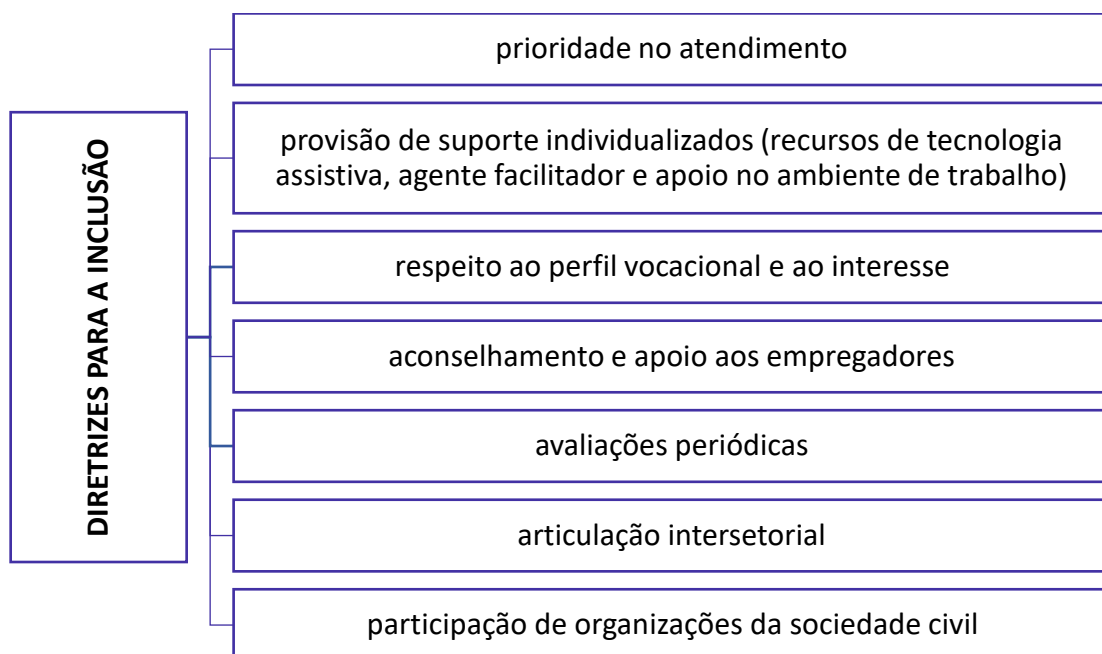 DIRETRIZES PARA A INCLUSÃO
prioridade no atendimento
provisão de suporte individualizados (recursos de tecnologia
assistiva, agente facilitador e apoio no ambiente de trabalho)
respeito ao perfil vocacional e ao interesse
aconselhamento e apoio aos empregadores
avaliações periódicas
articulação intersetorial
participação de organizações da sociedade civil